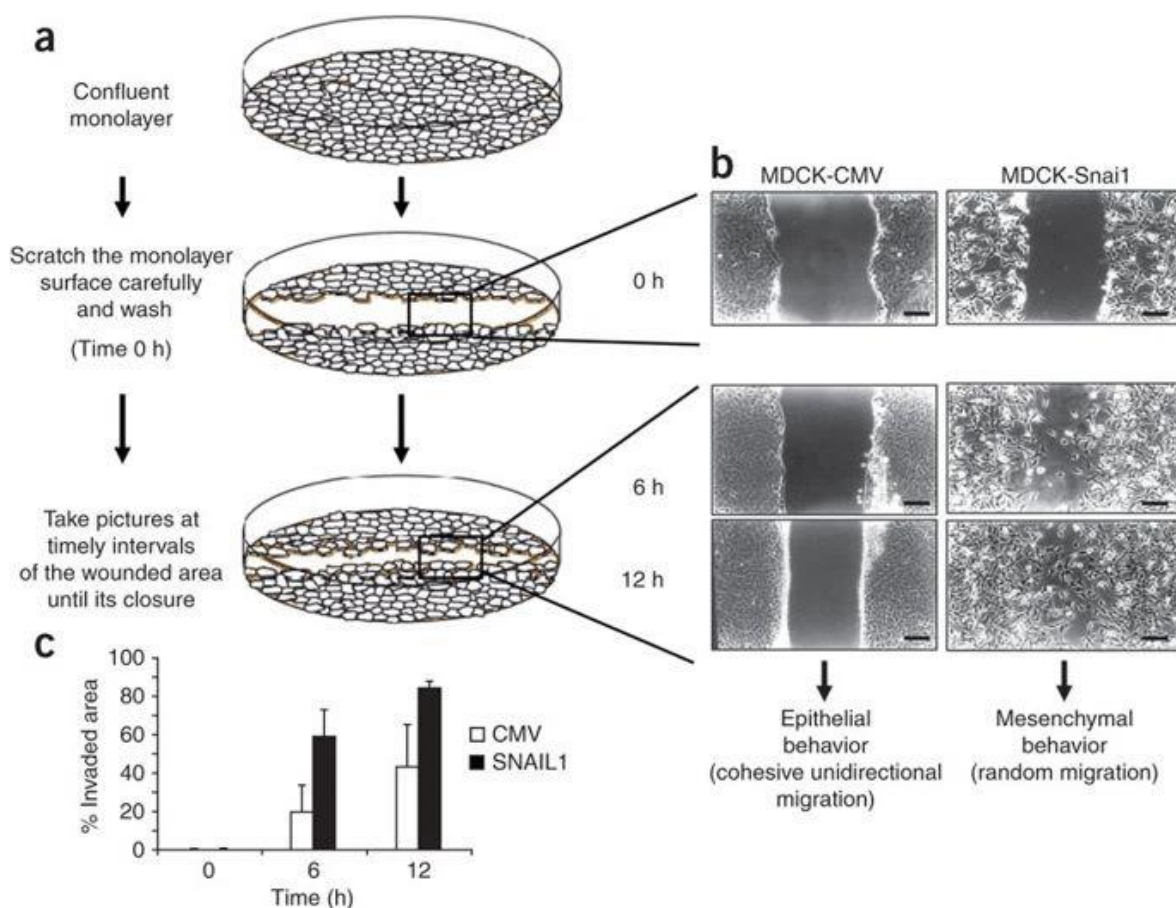 a
Confluent
monolayer
Scratch the monolayer
surface carefully
and wash
(Time 0 h)
Take pictures at
timely intervals
of the wounded area
until its closure
b
MDCK-CMV
MDCK-Snai1
0 h
6 h
12 h
Epithelial
behavior
(cohesive unidirectional
migration)
Mesenchymal
behavior
(random migration)
c
% Invaded area
100
80
60
40
20
0
CMV
SNAIL1
0 6 12
Time (h)